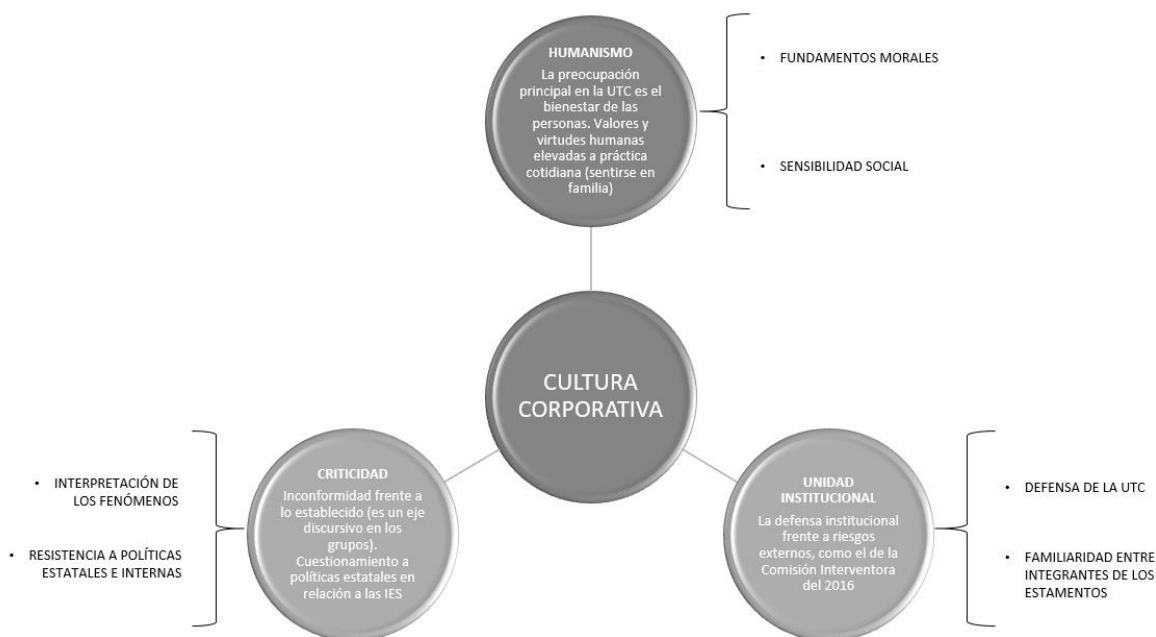 HUMANISMO
La preocupación
principal en la UTC es el
bienestar de las
personas. Valores y
virtudes humanas
elevadas a práctica
cotidiana (sentirse en
familia)
• FUNDAMENTOS MORALES
• SENSIBILIDAD SOCIAL
CULTURA
CORPORATIVA
• INTERPRETACIÓN DE
LOS FENÓMENOS
• RESISTENCIA A POLÍTICAS
ESTATALES E INTERNAS
CRITICIDAD
Inconformidad frente a
lo establecido (es un eje
discursivo en los
grupos).
Cuestionamiento a
políticas estatales en
relación a las IES
UNIDAD
INSTITUCIONAL
La defensa institucional
frente a riesgos
externos, como el de la
Comisión Interventora
del 2016
• DEFENSA DE LA UTC
• FAMILIARIDAD ENTRE
INTEGRANTES DE LOS
ESTAMENTOS